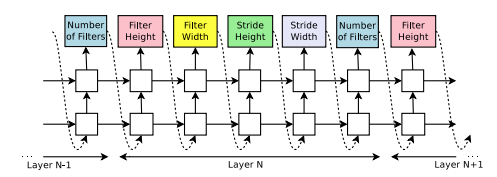 Number
of Filters
Filter
Height
Filter
Width
Stride
Height
Stride
Width
Number
of Filters
Filter
Height
...
Layer N-1
Layer N
...
Layer N+1